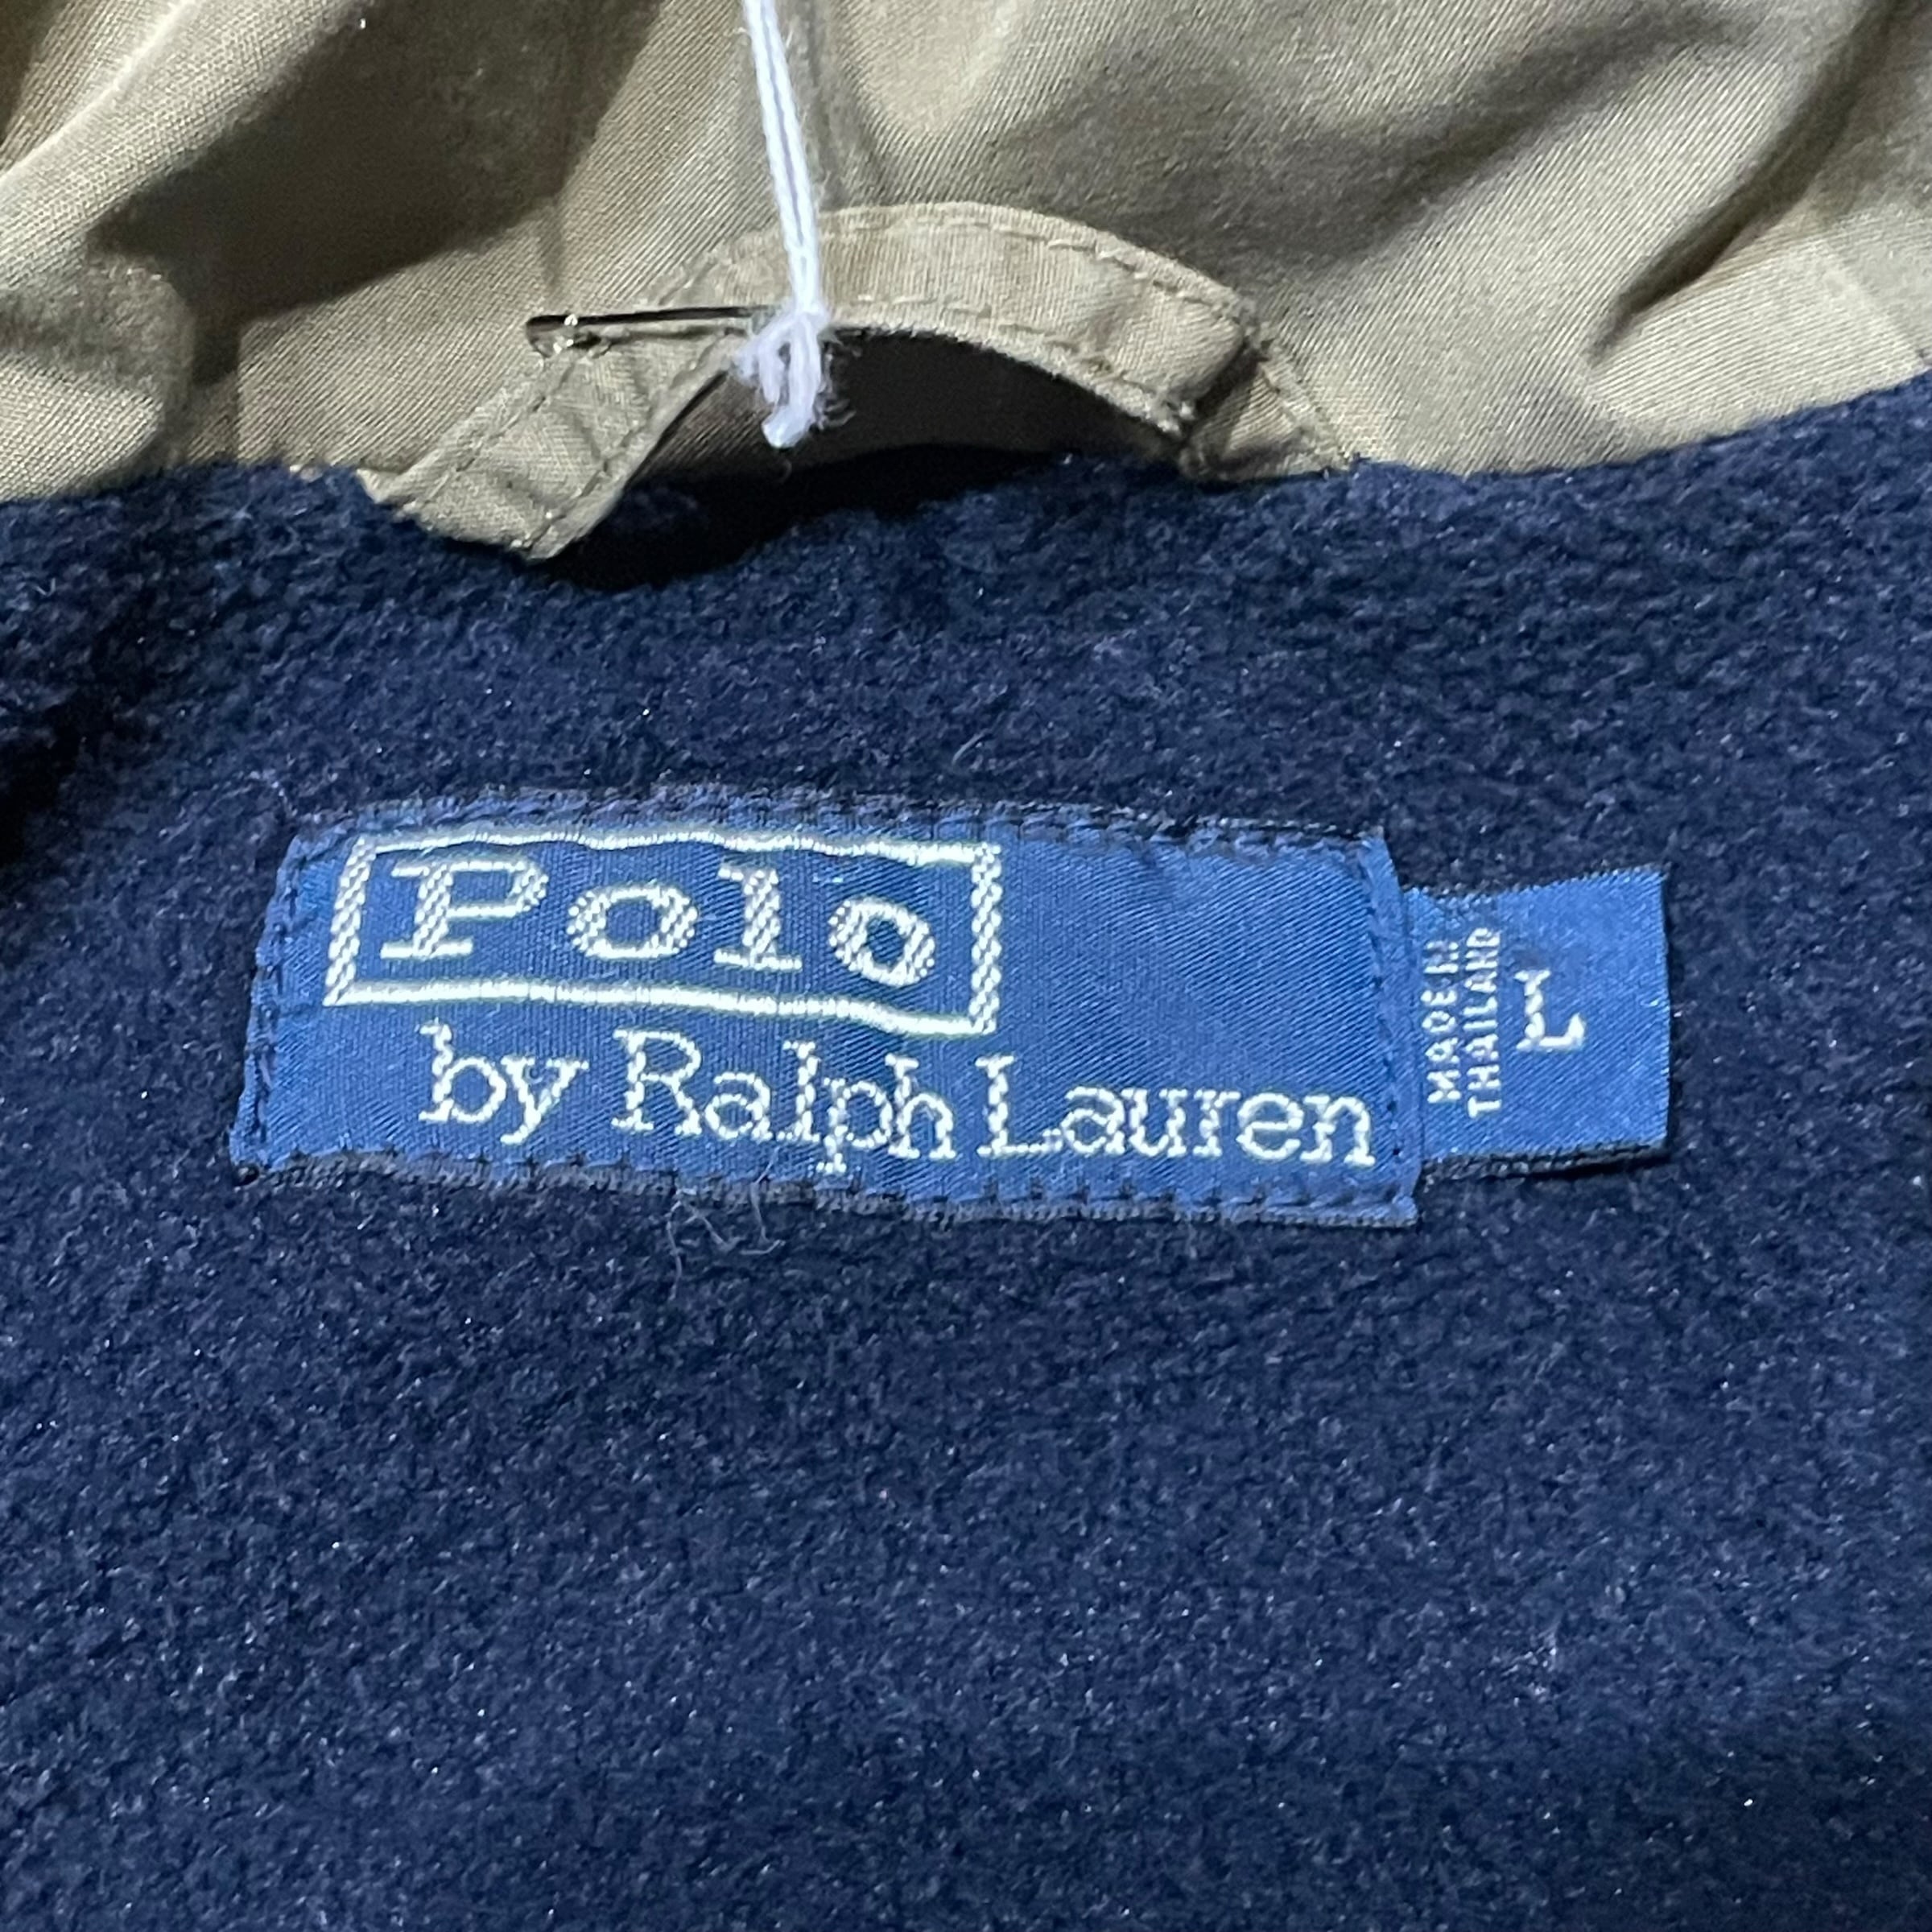 Polo
by Ralph Lauren
MADE IN
THAILAND
L